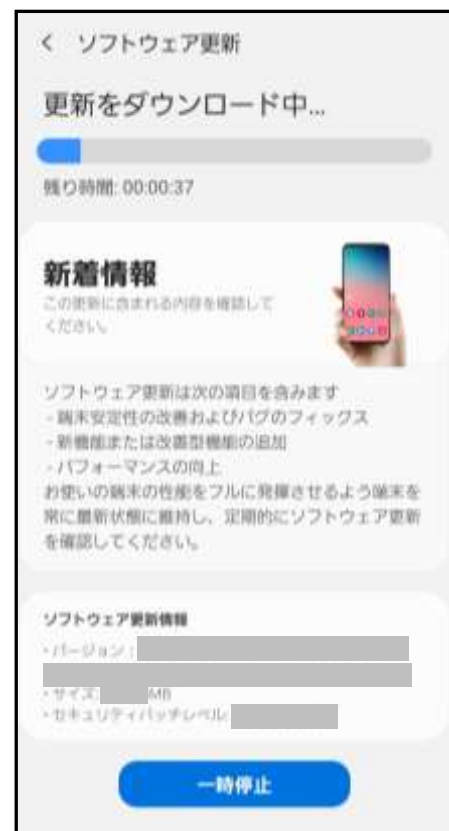 < ソフトウェア更新
更新をダウンロード中...
残り時間: 00:00:37
新着情報
この更新に含まれる内容を確認して
ください。
ソフトウェア更新は次の項目を含みます
- 端末安定性の改善およびバグのフィックス
- 新機能または改善型機能の追加
- パフォーマンスの向上
お使いの端末の性能をフルに発揮させるよう端末を
常に最新状態に維持し、定期的にソフトウェア更新
を確認してください。
ソフトウェア更新情報
・バージョン :
・サイズ: MB
・セキュリティパッチレベル:
一時停止